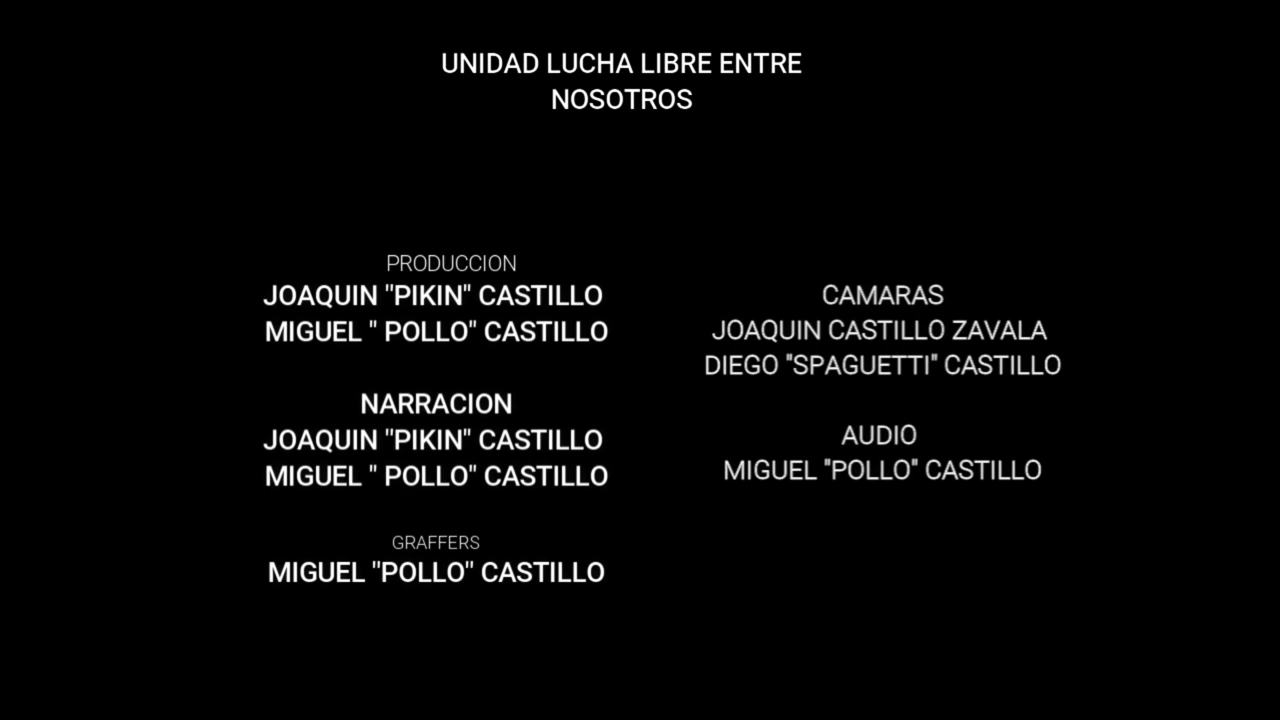 UNIDAD LUCHA LIBRE ENTRE
NOSOTROS
PRODUCCION
JOAQUIN "PIKIN" CASTILLO
MIGUEL " POLLO" CASTILLO
NARRACION
JOAQUIN "PIKIN" CASTILLO
MIGUEL " POLLO" CASTILLO
GRAFFERS
MIGUEL "POLLO" CASTILLO
CAMARAS
JOAQUIN CASTILLO ZAVALA
DIEGO "SPAGUETTI" CASTILLO
AUDIO
MIGUEL "POLLO" CASTILLO